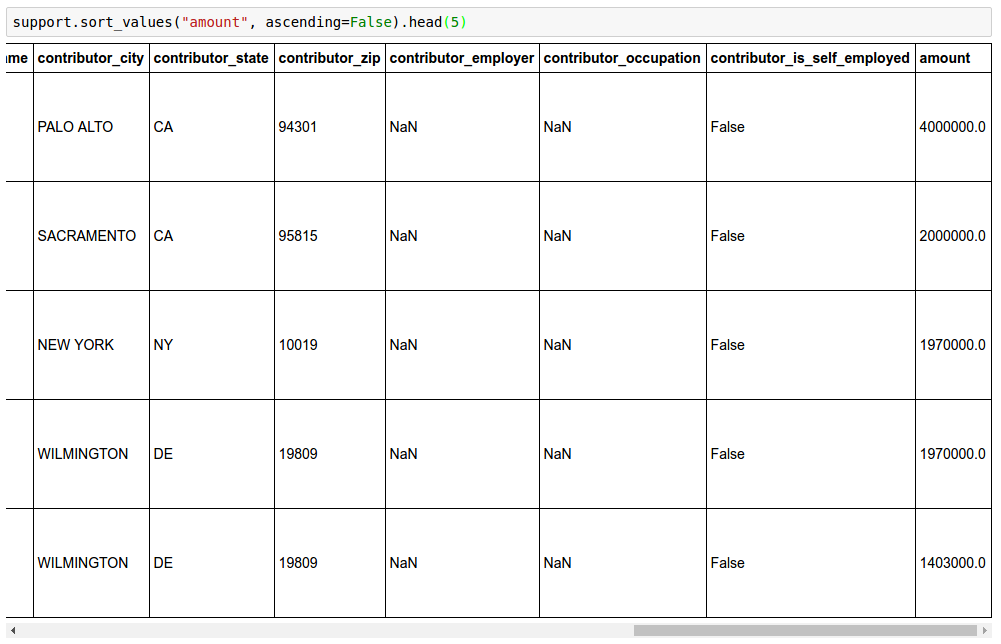 support.sort_values("amount", ascending=False).head(5)
me contributor_city contributor_state contributor_zip contributor_employer contributor_occupation contributor_is_self_employed amount
PALO ALTO CA 94301 NaN NaN False 4000000.0
SACRAMENTO CA 95815 NaN NaN False 2000000.0
NEW YORK NY 10019 NaN NaN False 1970000.0
WILMINGTON DE 19809 NaN NaN False 1970000.0
WILMINGTON DE 19809 NaN NaN False 1403000.0